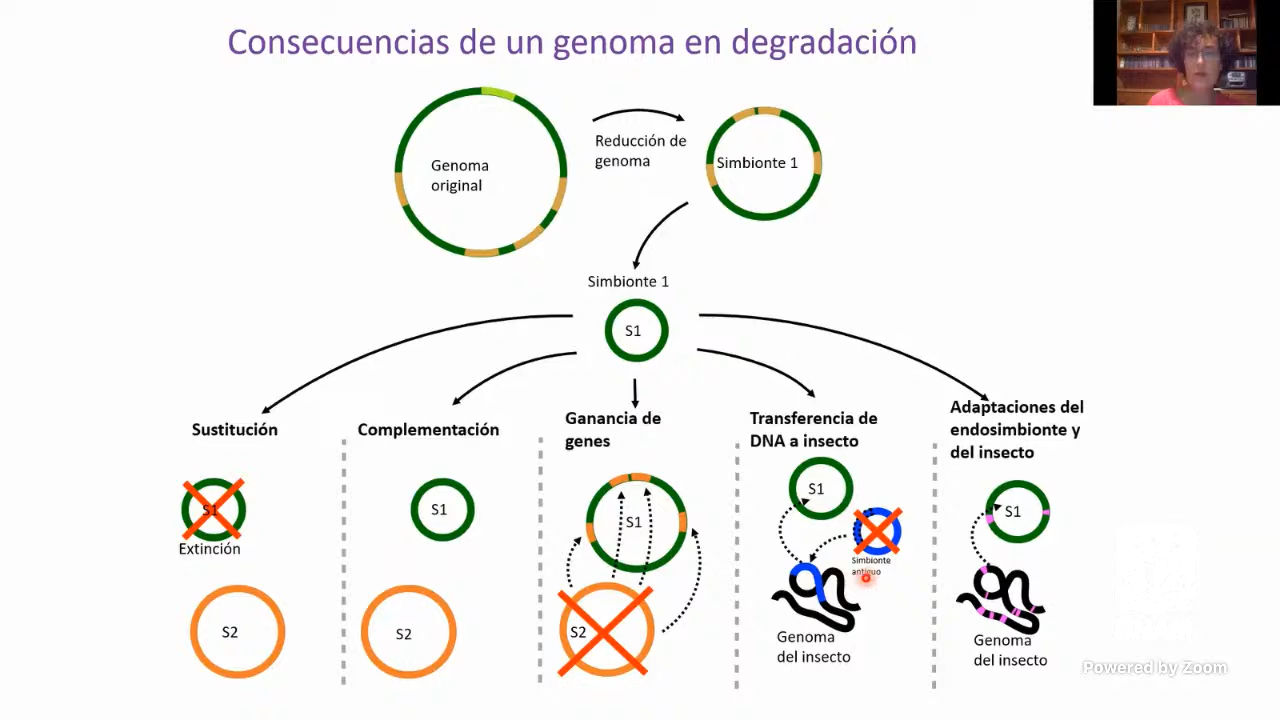 Consecuencias de un genoma en degradación
Genoma
original
Reducción de
genoma
Simbionte 1
Simbionte 1
S1
Sustitución
Complementación
Ganancia de
genes
Transferencia de
DNA a insecto
Adaptaciones del
endosimbionte y
del insecto
S1
Extinción
S2
S1
S2
S1
S2
S1
Simbionte
antiguo
Genoma
del insecto
S1
Genoma
del insecto
Powered by Zoom